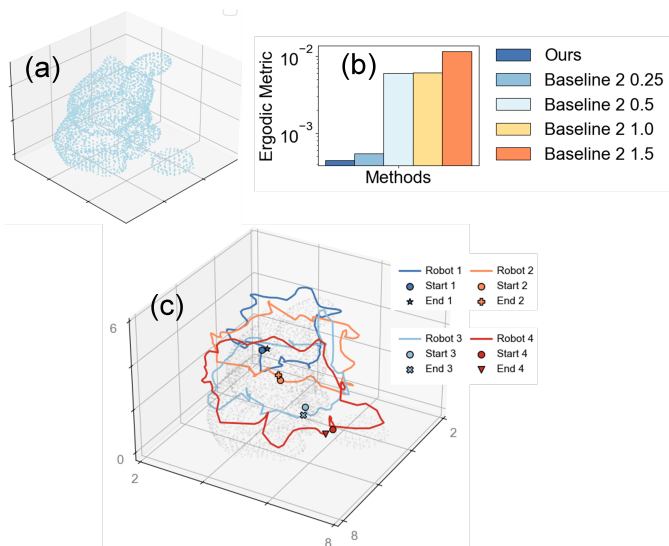 (a)
(b)
10⁻²
10⁻³
Ergodic Metric
Methods
Ours
Baseline 2 0.25
Baseline 2 0.5
Baseline 2 1.0
Baseline 2 1.5
(c)
Robot 1
Start 1
End 1
Robot 2
Start 2
End 2
Robot 3
Start 3
End 3
Robot 4
Start 4
End 4
6
0
2
8
8
2